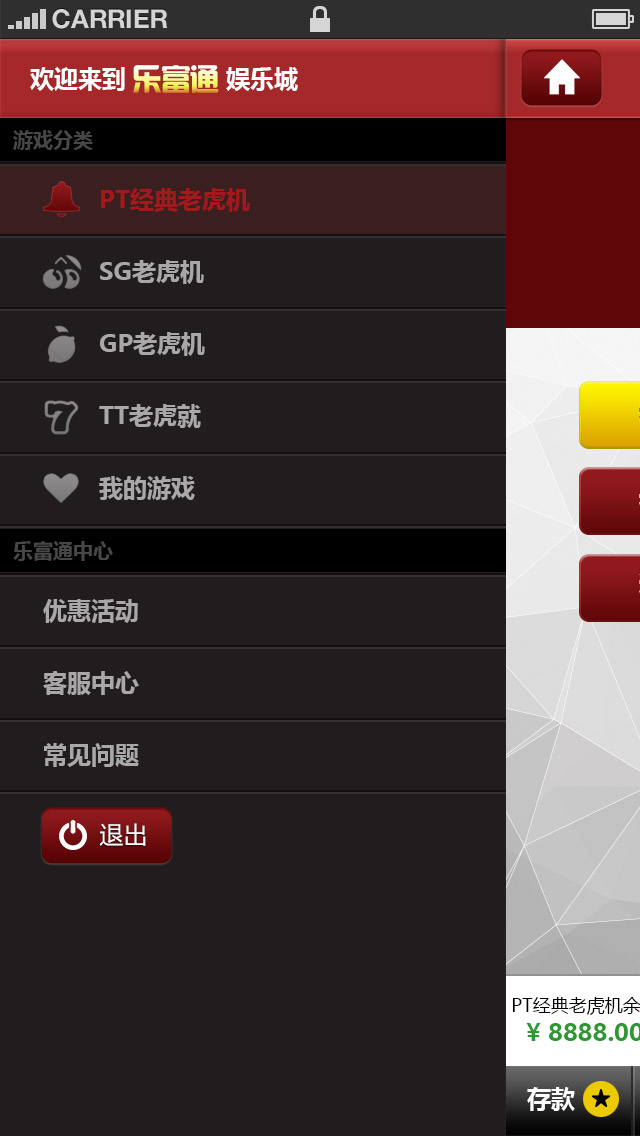 CARRIER
欢迎来到 乐富通 娱乐城
游戏分类
PT经典老虎机
SG老虎机
GP老虎机
TT老虎就
我的游戏
乐富通中心
优惠活动
客服中心
常见问题
退出
PT经典老虎机余
¥ 8888.00
存款